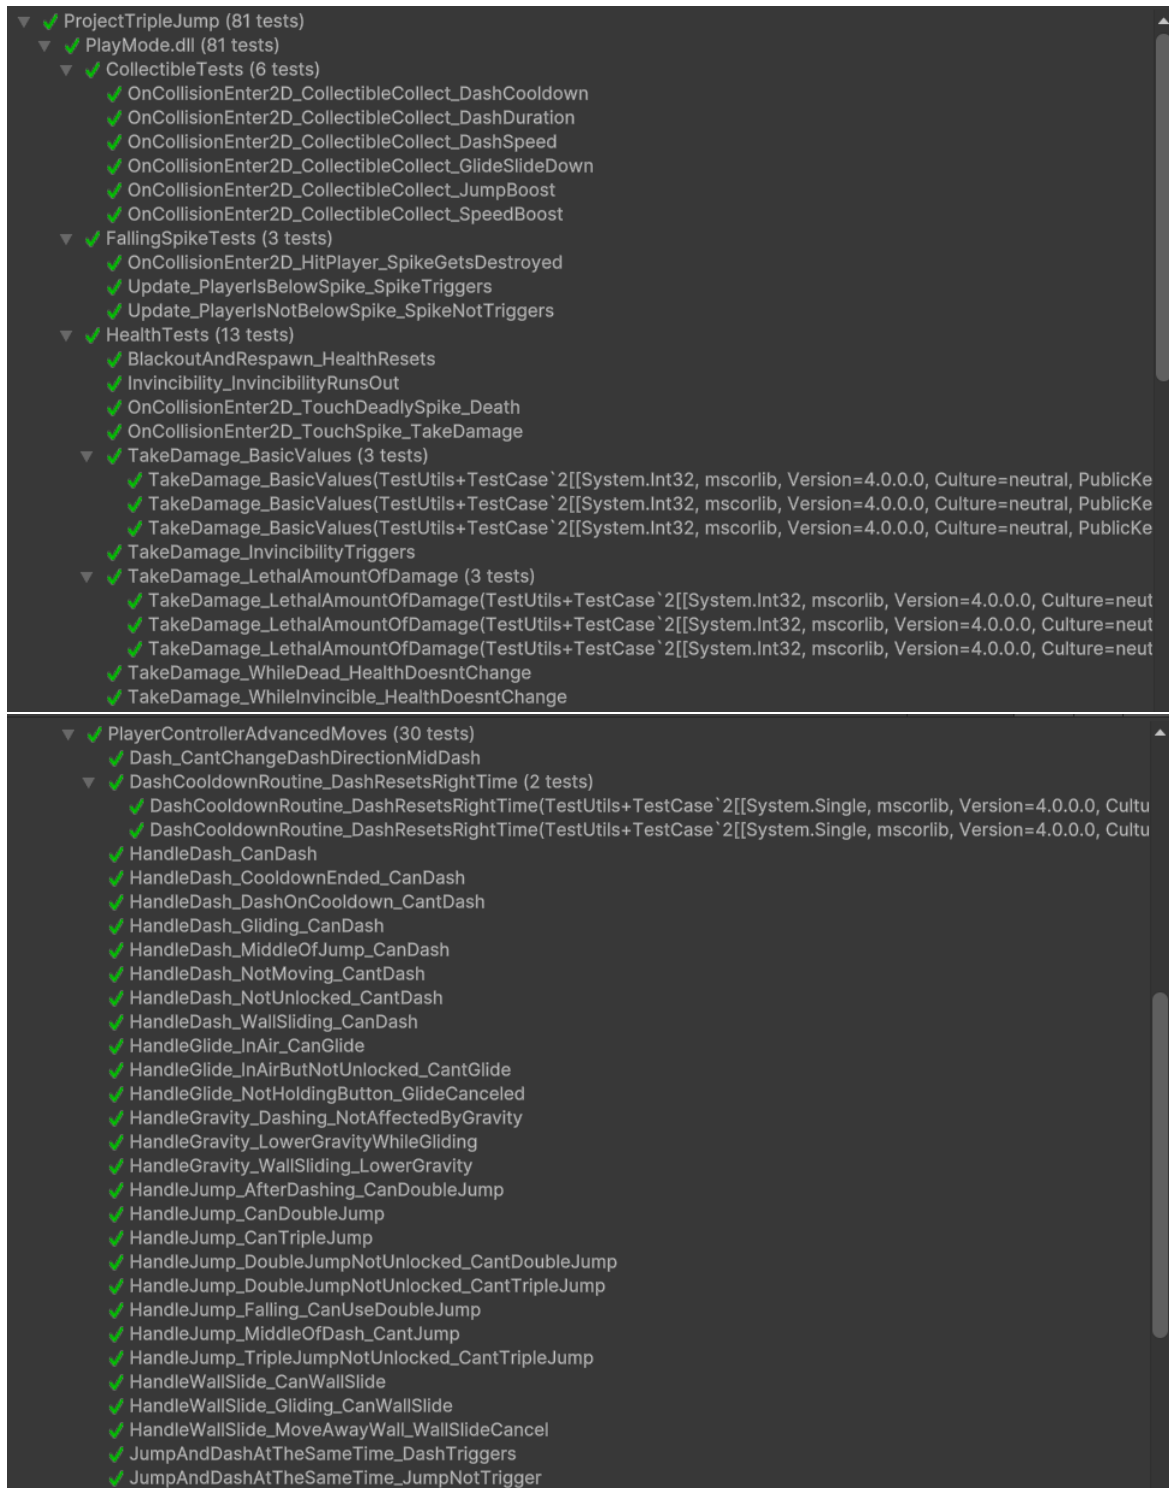 ProjectTripleJump (81 tests)
PlayMode.dll (81 tests)
CollectibleTests (6 tests)
OnCollisionEnter2D_CollectibleCollect_DashCooldown
OnCollisionEnter2D_CollectibleCollect_DashDuration
OnCollisionEnter2D_CollectibleCollect_DashSpeed
OnCollisionEnter2D_CollectibleCollect_GlideSlideDown
OnCollisionEnter2D_CollectibleCollect_JumpBoost
OnCollisionEnter2D_CollectibleCollect_SpeedBoost
FallingSpikeTests (3 tests)
OnCollisionEnter2D_HitPlayer_SpikeGetsDestroyed
Update_PlayerIsBelowSpike_SpikeTriggers
Update_PlayerIsNotBelowSpike_SpikeNotTriggers
HealthTests (13 tests)
BlackoutAndRespawn_HealthResets
Invincibility_InvincibilityRunsOut
OnCollisionEnter2D_TouchDeadlySpike_Death
OnCollisionEnter2D_TouchSpike_TakeDamage
TakeDamage_BasicValues (3 tests)
TakeDamage_BasicValues(TestUtils+TestCase`2[[System.Int32, mscorlib, Version=4.0.0.0, Culture=neutral, PublicKe
TakeDamage_BasicValues(TestUtils+TestCase`2[[System.Int32, mscorlib, Version=4.0.0.0, Culture=neutral, PublicKe
TakeDamage_BasicValues(TestUtils+TestCase`2[[System.Int32, mscorlib, Version=4.0.0.0, Culture=neutral, PublicKe
TakeDamage_InvincibilityTriggers
TakeDamage_LethalAmountOfDamage (3 tests)
TakeDamage_LethalAmountOfDamage(TestUtils+TestCase`2[[System.Int32, mscorlib, Version=4.0.0.0, Culture=neut
TakeDamage_LethalAmountOfDamage(TestUtils+TestCase`2[[System.Int32, mscorlib, Version=4.0.0.0, Culture=neut
TakeDamage_LethalAmountOfDamage(TestUtils+TestCase`2[[System.Int32, mscorlib, Version=4.0.0.0, Culture=neut
TakeDamage_WhileDead_HealthDoesntChange
TakeDamage_WhileInvincible_HealthDoesntChange
PlayerControllerAdvancedMoves (30 tests)
Dash_CantChangeDashDirectionMidDash
DashCooldownRoutine_DashResetsRightTime (2 tests)
DashCooldownRoutine_DashResetsRightTime(TestUtils+TestCase`2[[System.Single, mscorlib, Version=4.0.0.0, Cultu
DashCooldownRoutine_DashResetsRightTime(TestUtils+TestCase`2[[System.Single, mscorlib, Version=4.0.0.0, Cultu
HandleDash_CanDash
HandleDash_CooldownEnded_CanDash
HandleDash_DashOnCooldown_CantDash
HandleDash_Gliding_CanDash
HandleDash_MiddleOfJump_CanDash
HandleDash_NotMoving_CantDash
HandleDash_NotUnlocked_CantDash
HandleDash_WallSliding_CanDash
HandleGlide_InAir_CanGlide
HandleGlide_InAirButNotUnlocked_CantGlide
HandleGlide_NotHoldingButton_GlideCanceled
HandleGravity_Dashing_NotAffectedByGravity
HandleGravity_LowerGravityWhileGliding
HandleGravity_WallSliding_LowerGravity
HandleJump_AfterDashing_CanDoubleJump
HandleJump_CanDoubleJump
HandleJump_CanTripleJump
HandleJump_DoubleJumpNotUnlocked_CantDoubleJump
HandleJump_DoubleJumpNotUnlocked_CantTripleJump
HandleJump_Falling_CanUseDoubleJump
HandleJump_MiddleOfDash_CantJump
HandleJump_TripleJumpNotUnlocked_CantTripleJump
HandleWallSlide_CanWallSlide
HandleWallSlide_Gliding_CanWallSlide
HandleWallSlide_MoveAwayWall_WallSlideCancel
JumpAndDashAtTheSameTime_DashTriggers
JumpAndDashAtTheSameTime_JumpNotTrigger